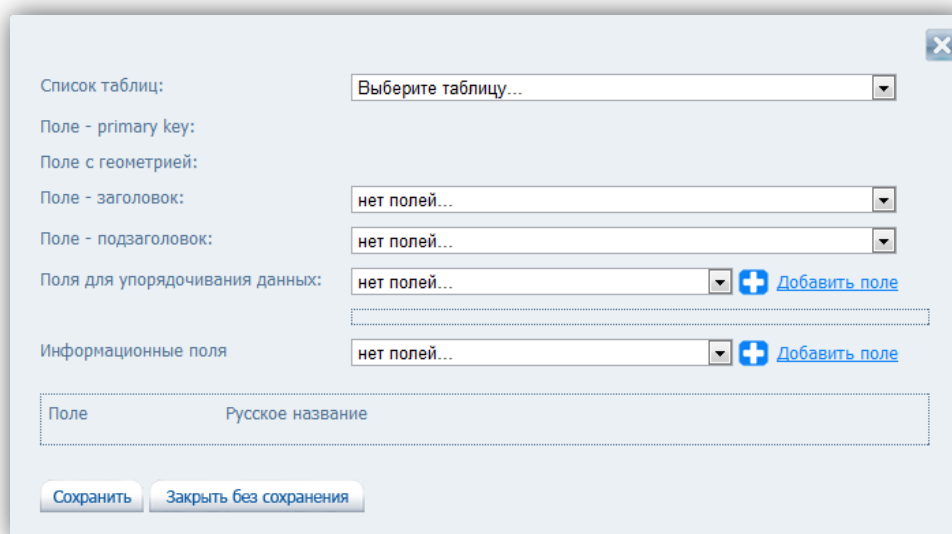 Список таблиц: Выберите таблицу...
Поле - primary key:
Поле с геометрией:
Поле - заголовок: нет полей...
Поле - подзаголовок: нет полей...
Поля для упорядочивания данных: нет полей... Добавить поле
Информационные поля нет полей... Добавить поле
Поле Русское название
Сохранить Закрыть без сохранения